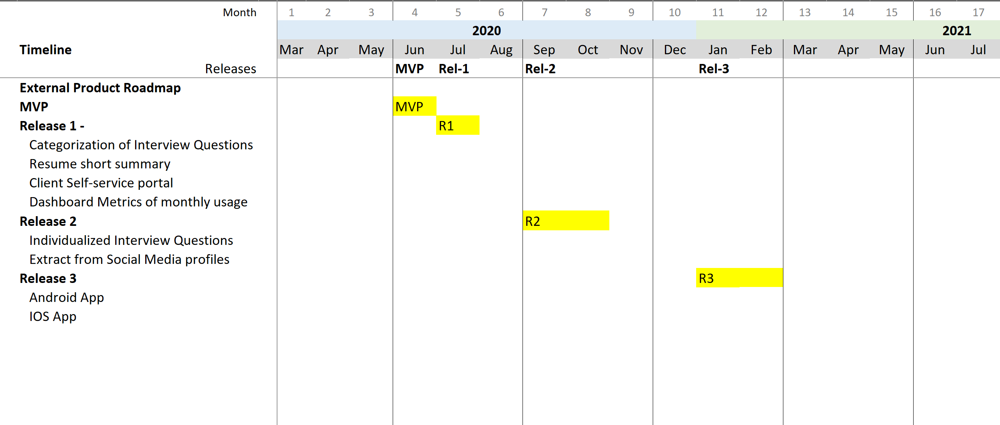 Month 1 2 3 4 5 6 7 8 9 10 11 12 13 14 15 16 17
2020 2021
Timeline Mar Apr May Jun Jul Aug Sep Oct Nov Dec Jan Feb Mar Apr May Jun Jul
Releases MVP Rel-1 Rel-2 Rel-3
External Product Roadmap
MVP MVP
Release 1 - R1
Categorization of Interview Questions
Resume short summary
Client Self-service portal
Dashboard Metrics of monthly usage
Release 2 R2
Individualized Interview Questions
Extract from Social Media profiles
Release 3 R3
Android App
IOS App